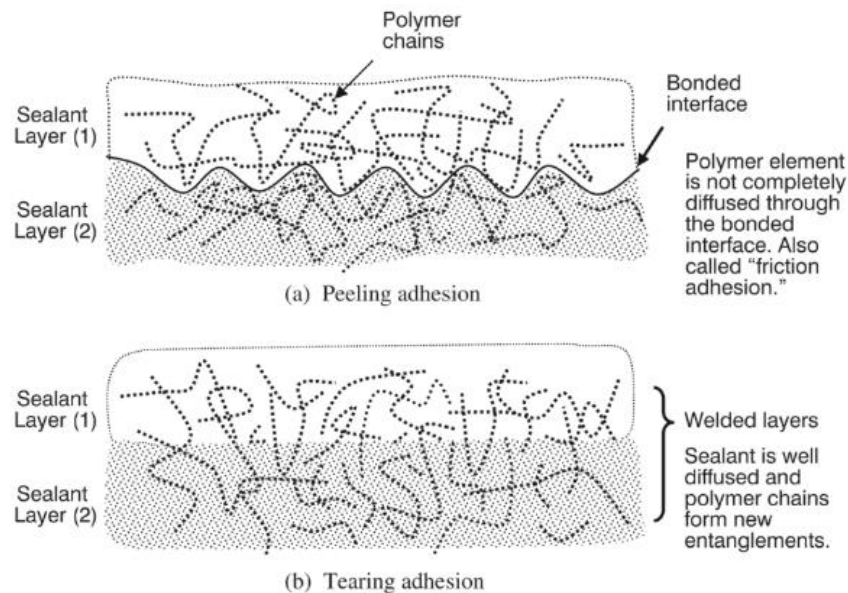 Polymer
chains
Bonded
interface
Sealant
Layer (1)
Polymer element
is not completely
diffused through
the bonded
interface. Also
called “friction
adhesion.”
Sealant
Layer (2)
(a) Peeling adhesion
Sealant
Layer (1)
Welded layers
Sealant is well
diffused and
polymer chains
form new
entanglements.
Sealant
Layer (2)
(b) Tearing adhesion